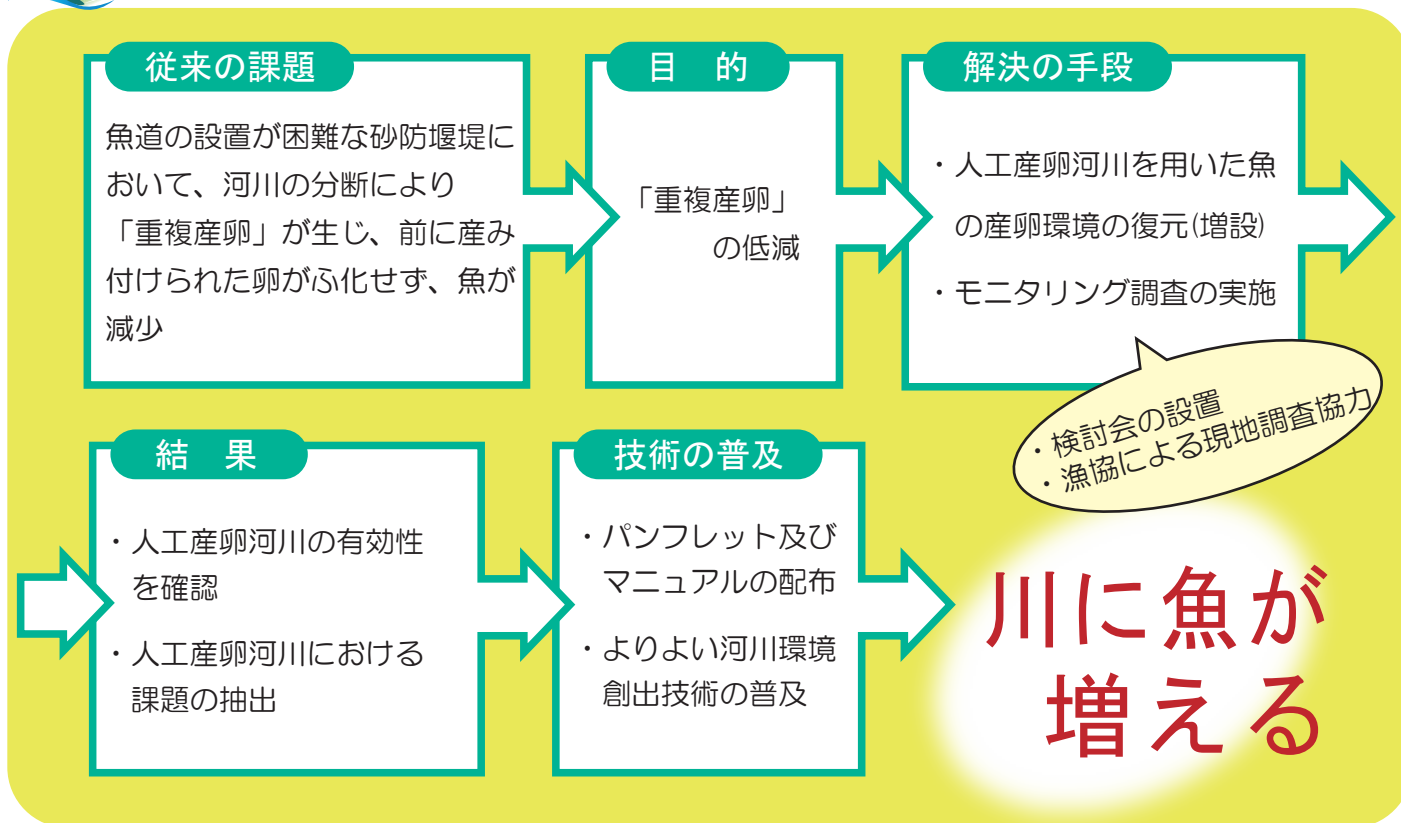 従来の課題
魚道の設置が困難な砂防堰堤に
おいて、河川の分断により
「重複産卵」が生じ、前に産み
付けられた卵がふ化せず、魚が
減少
目　的
「重複産卵」
の低減
解決の手段
・人工産卵河川を用いた魚
の産卵環境の復元(増設)
・モニタリング調査の実施
・検討会の設置
・漁協による現地調査協力
結　果
・人工産卵河川の有効性
を確認
・人工産卵河川における
課題の抽出
技術の普及
・パンフレット及び
マニュアルの配布
・よりよい河川環境
創出技術の普及
川に魚が
増える